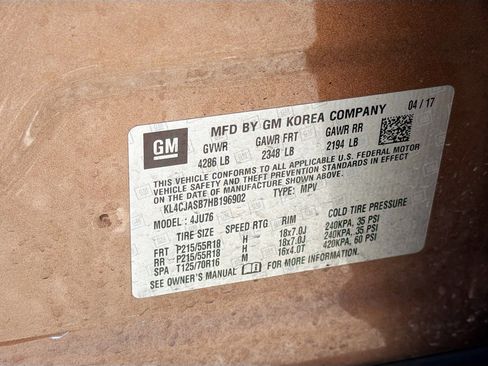 GM
MFD BY GM KOREA COMPANY 04 / 17
GVWR GAWR FRT GAWR RR
4286 LB 2348 LB 2194 LB
THIS VEHICLE CONFORMS TO ALL APPLICABLE U.S. FEDERAL MOTOR
VEHICLE SAFETY AND THEFT PREVENTION STANDARDS IN EFFECT
ON THE DATE OF MANUFACTURE SHOWN ABOVE.
KL4CJASB7HB196902 TYPE: MPV
MODEL : 4JU76
TIRE SIZE SPEED RTG RIM COLD TIRE PRESSURE
FRT P215/55R18 H 18x7.0J 240KPA, 35 PSI
RR P215/55R18 H 18x7.0J 240KPA, 35 PSI
SPA T125/70R16 M 16x4.0T 420KPA, 60 PSI
SEE OWNER'S MANUAL FOR MORE INFORMATION.